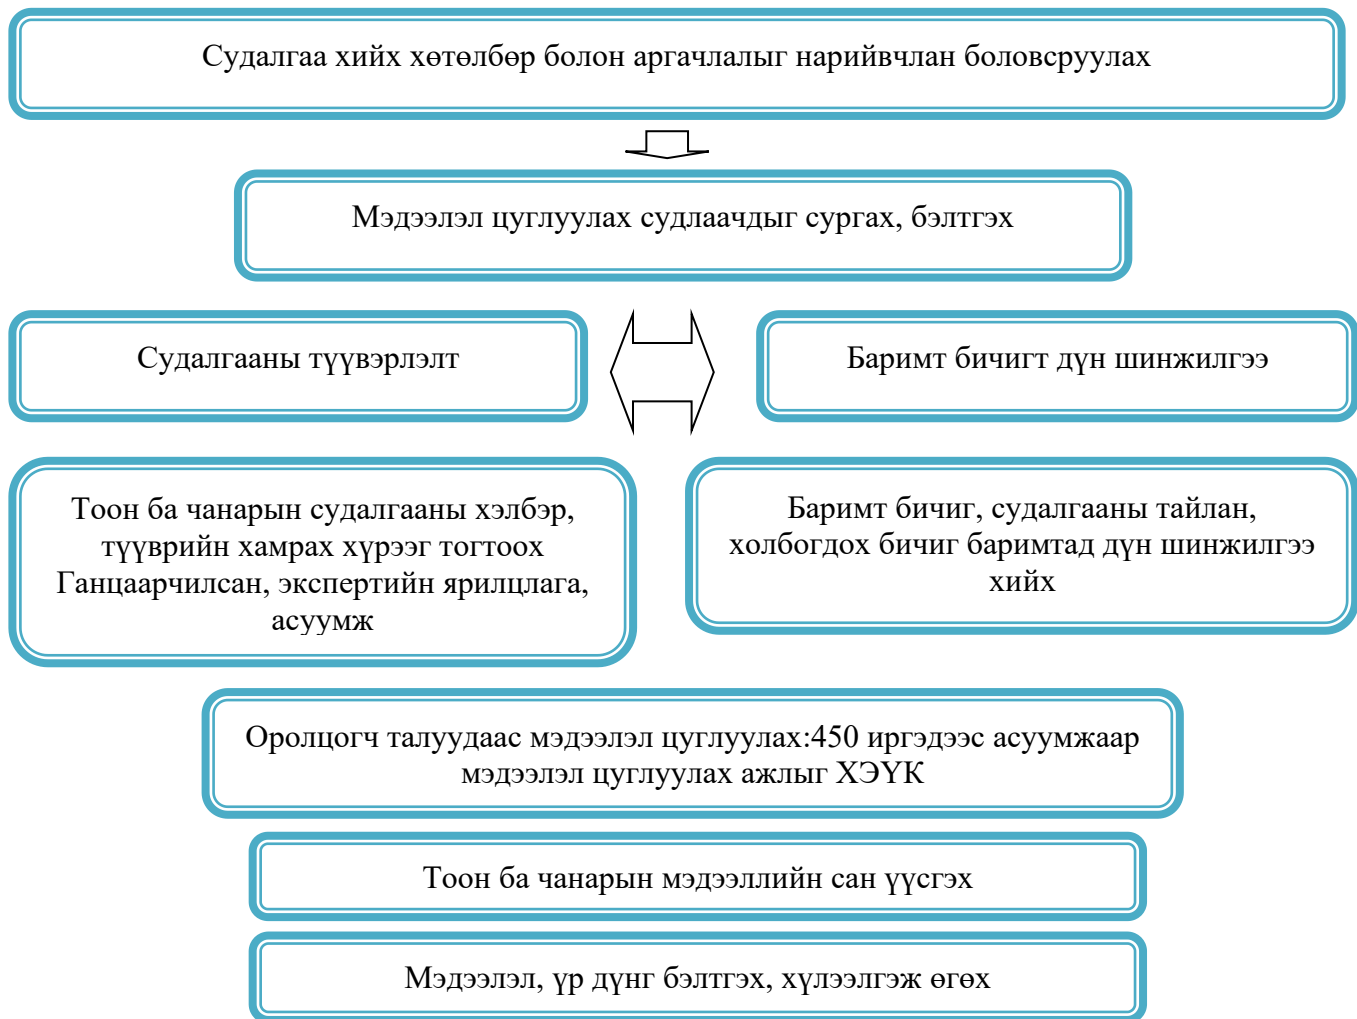 Судалгаа хийх хөтөлбөр болон аргачлалыг нарийвчлан боловсруулах
Мэдээлэл цуглуулах судлаачдыг сургах, бэлтгэх
Судалгааны түүвэрлэлт
Баримт бичигт дүн шинжилгээ
Тоон ба чанарын судалгааны хэлбэр,
түүврийн хамрах хүрээг тогтоох
Ганцаарчилсан, экспертийн ярилцлага,
асуумж
Баримт бичиг, судалгааны тайлан,
холбогдох бичиг баримтад дүн шинжилгээ
хийх
Оролцогч талуудаас мэдээлэл цуглуулах:450 иргэдээс асуумжаар
мэдээлэл цуглуулах ажлыг ХЭҮК
Тоон ба чанарын мэдээллийн сан үүсгэх
Мэдээлэл, үр дүнг бэлтгэх, хүлээлгэж өгөх